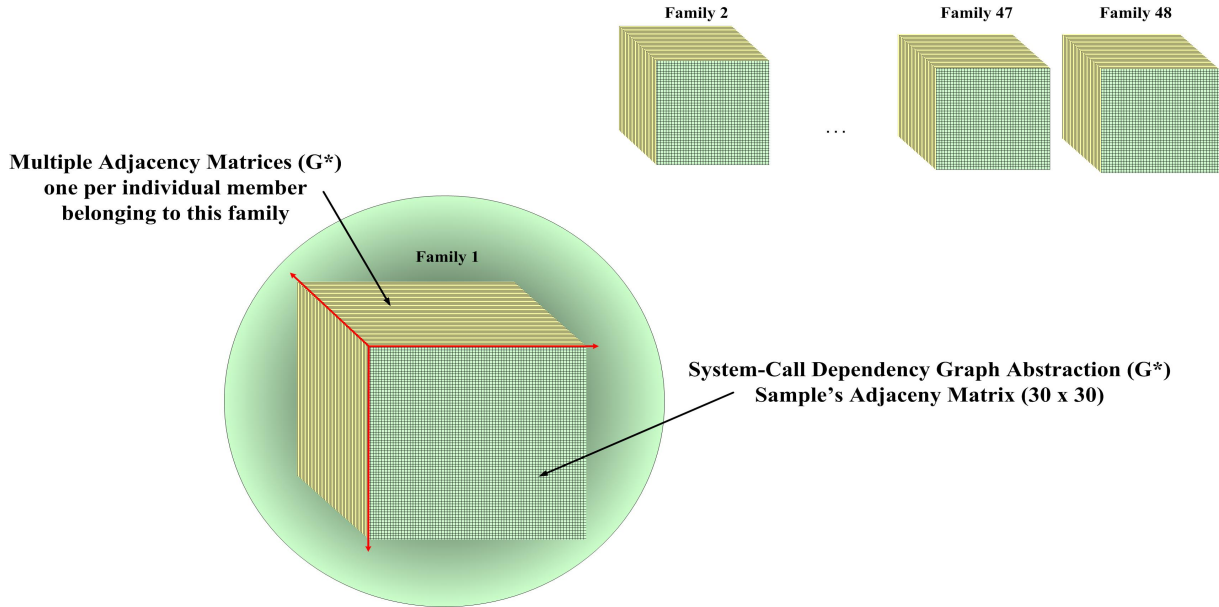 Family 2
Family 47
Family 48
...
Multiple Adjacency Matrices (G*)
one per individual member
belonging to this family
Family 1
System-Call Dependency Graph Abstraction (G*)
Sample's Adjaceny Matrix (30 x 30)